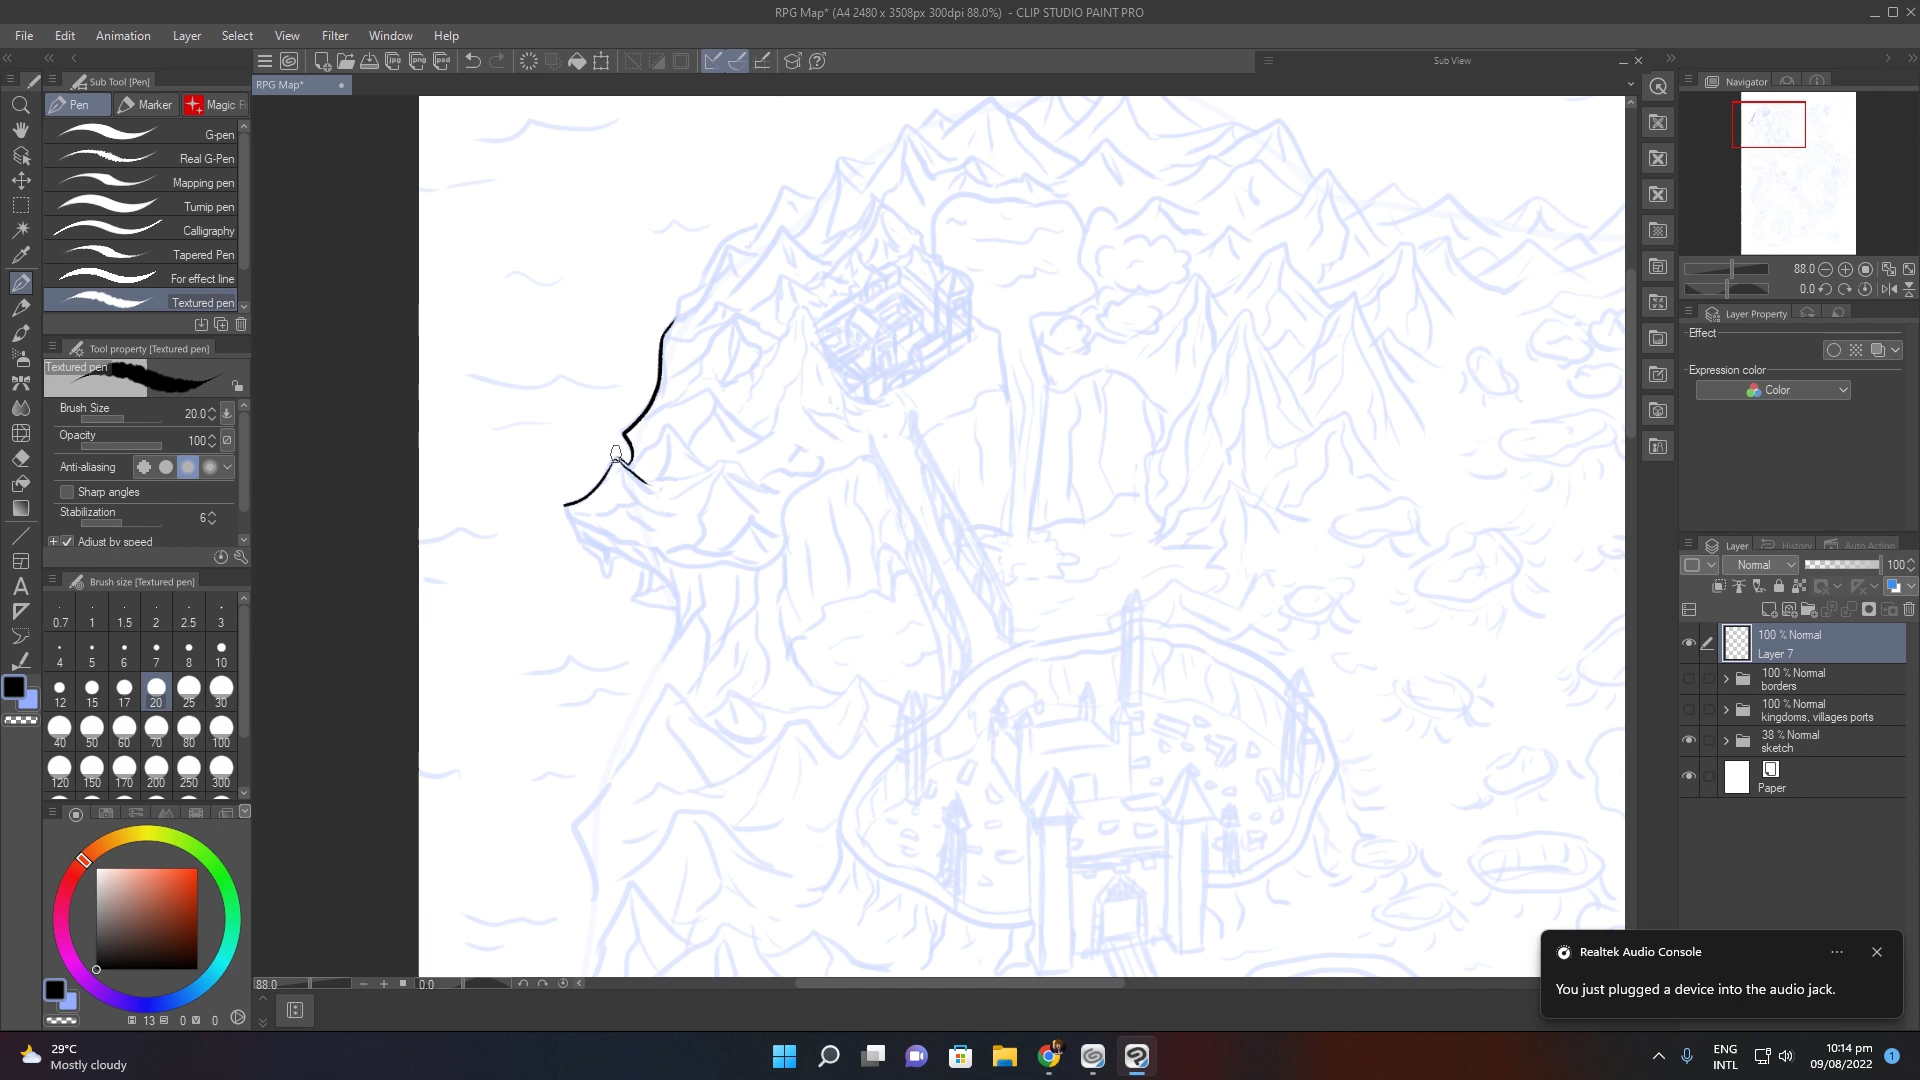 RPG Map* (A4 2480 x 3508px 300dpi 88.0%) - CLIP STUDIO PAINT PRO
File Edit Animation Layer Select View Filter Window Help
Sub View
Sub Tool [Pen]
RPG Map*
Pen Marker Magic
G-pen
Real G-Pen
Mapping pen
Turnip pen
Calligraphy
Tapered Pen
For effect line
Textured pen
Tool property [Textured pen]
Textured pen
Brush Size 20.0
Opacity 100
Anti-aliasing
Sharp angles
Stabilization 6
Adjust by speed
Brush size [Textured pen]
0.7 1 1.5 2 2.5 3
4 5 6 7 8 10
12 15 17 20 25 30
40 50 60 70 80 100
120 150 170 200 250 300
13 0 0
88.0 0.0
Navigator
88.0
0.0
Layer Property
Effect
Expression color
Color
Layer History Auto Action
Normal 100
100 % Normal
Layer 7
100 % Normal
borders
100 % Normal
kingdoms, villages ports
38 % Normal
sketch
Paper
Realtek Audio Console
You just plugged a device into the audio jack.
29°C
Mostly cloudy
ENG
INTL
10:14 pm
09/08/2022
1